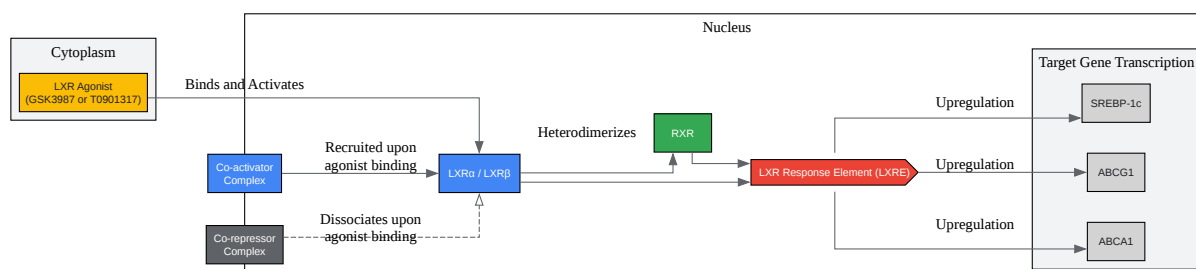 Nucleus
Cytoplasm
LXR Agonist
(GSK3987 or T0901317)
Binds and Activates
Target Gene Transcription
SREBP-1c
Upregulation
Heterodimerizes
RXR
Co-activator
Complex
Recruited upon
agonist binding
LXRα / LXRβ
LXR Response Element (LXRE)
Upregulation
ABCG1
Co-repressor
Complex
Dissociates upon
agonist binding
Upregulation
ABCA1